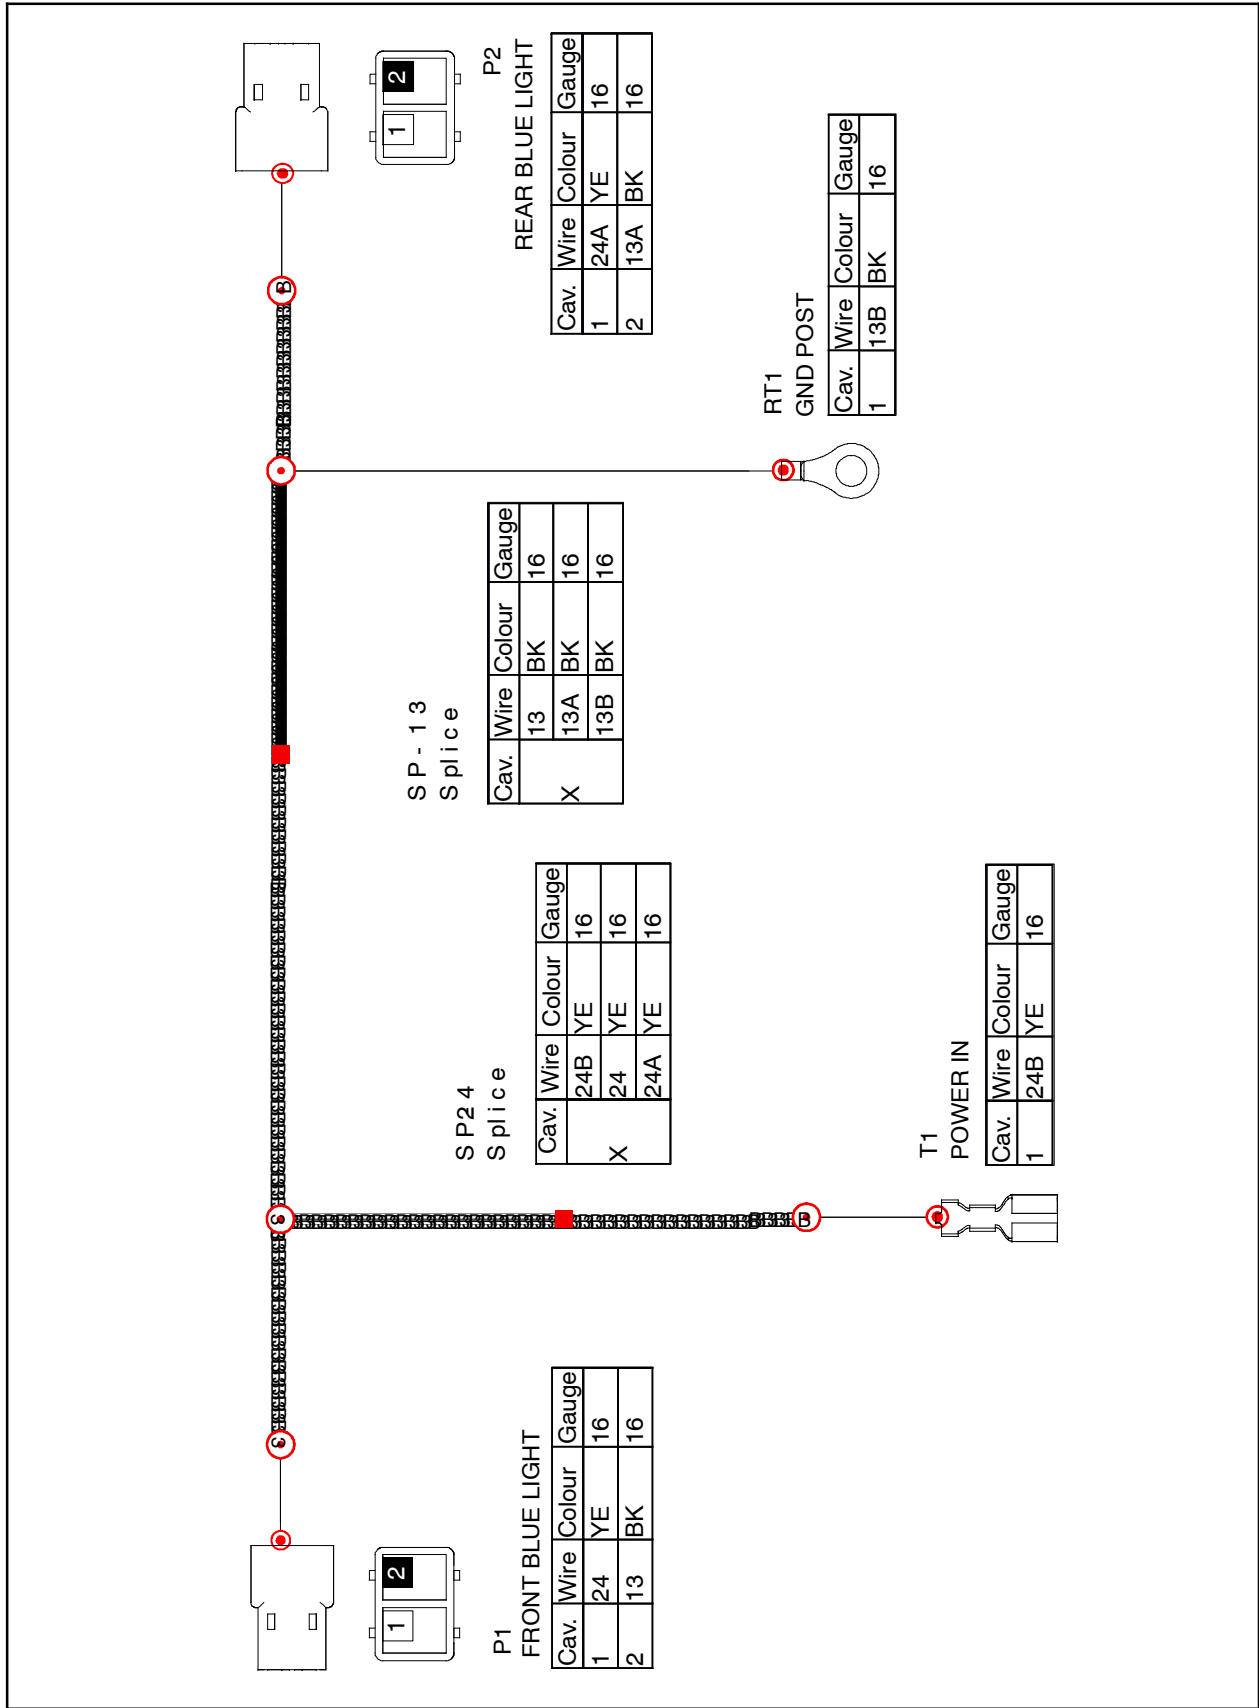 P1
FRONT BLUE LIGHT
Cav. Wire Colour Gauge
1 24 YE 16
2 13 BK 16
1 2
SP24
Splice
Cav. Wire Colour Gauge
X
24B YE 16
24 YE 16
24A YE 16
T1
POWER IN
Cav. Wire Colour Gauge
1 24B YE 16
SP-13
Splice
Cav. Wire Colour Gauge
X
13 BK 16
13A BK 16
13B BK 16
RT1
GND POST
Cav. Wire Colour Gauge
1 13B BK 16
1 2
P2
REAR BLUE LIGHT
Cav. Wire Colour Gauge
1 24A YE 16
2 13A BK 16